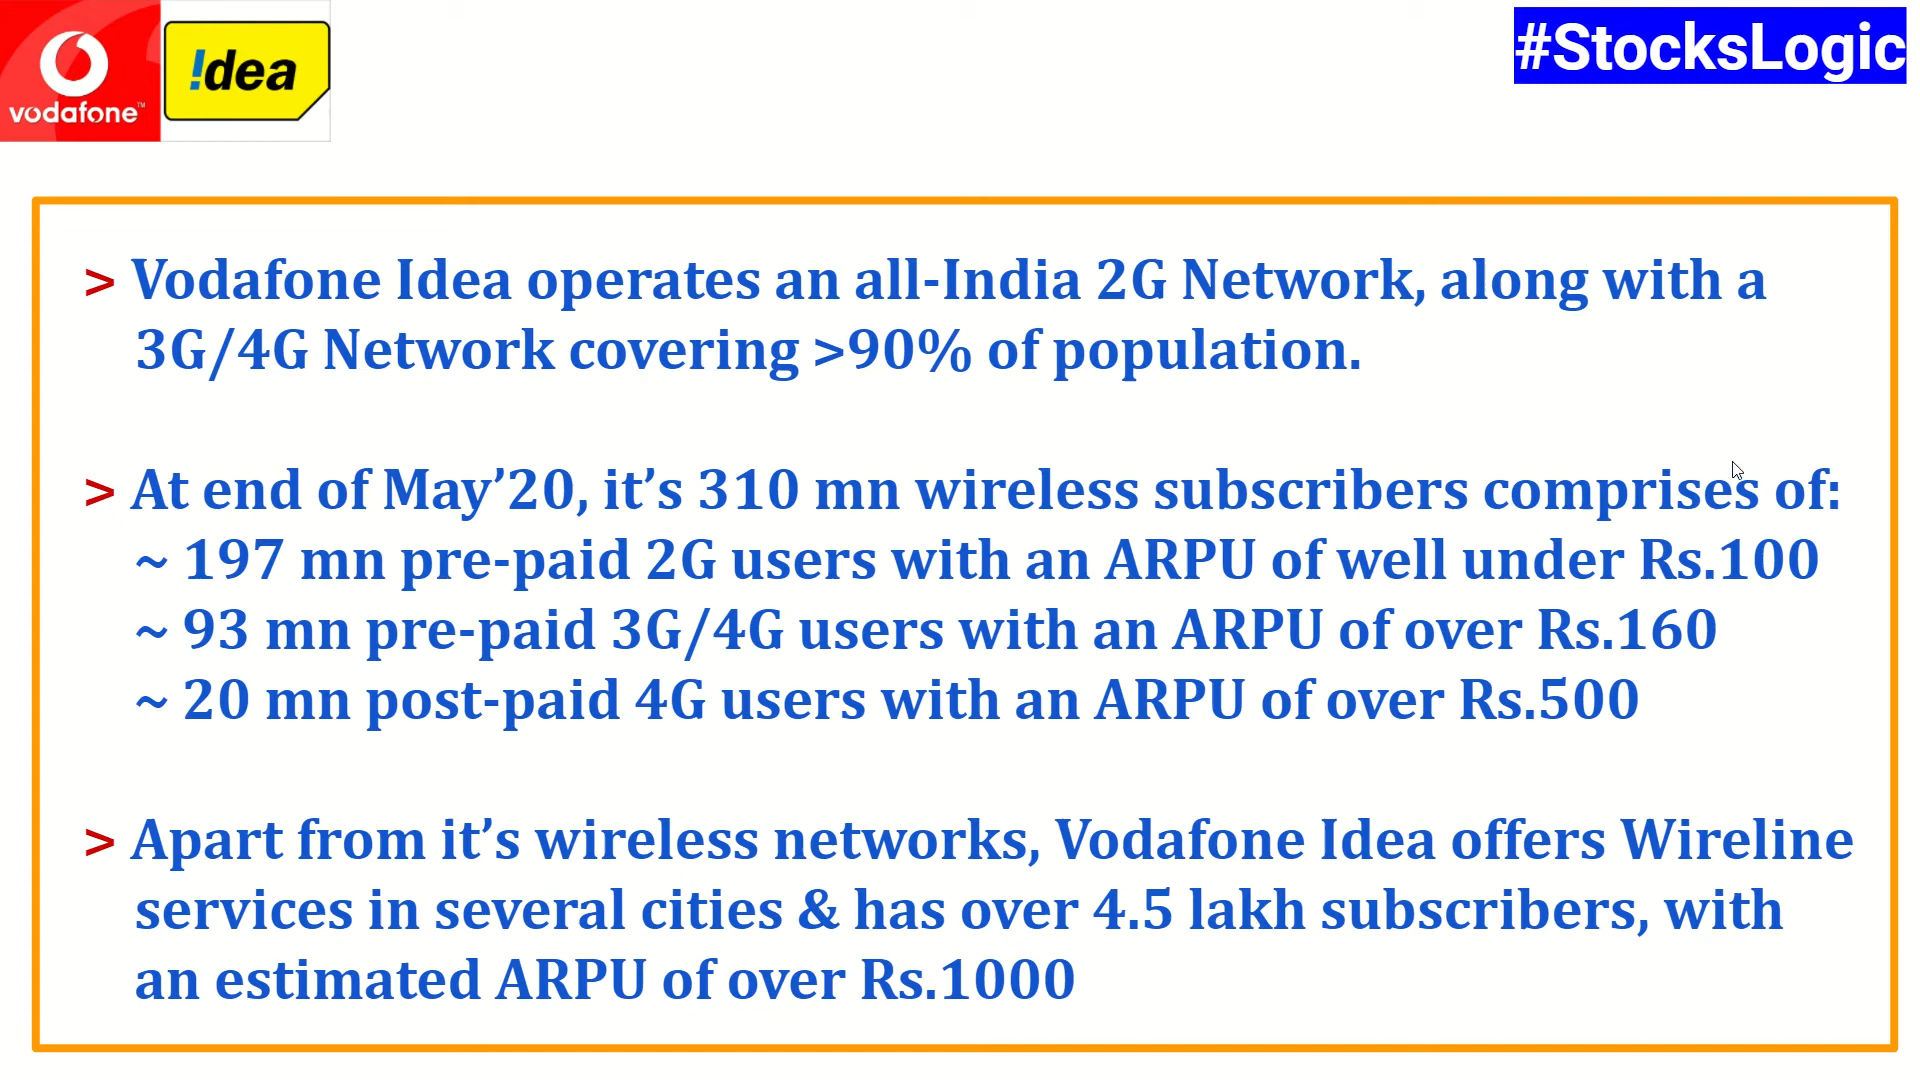 vodafone™
!dea
#StocksLogic
> Vodafone Idea operates an all-India 2G Network, along with a
3G/4G Network covering >90% of population.
> At end of May’20, it’s 310 mn wireless subscribers comprises of:
~ 197 mn pre-paid 2G users with an ARPU of well under Rs.100
~ 93 mn pre-paid 3G/4G users with an ARPU of over Rs.160
~ 20 mn post-paid 4G users with an ARPU of over Rs.500
> Apart from it’s wireless networks, Vodafone Idea offers Wireline
services in several cities & has over 4.5 lakh subscribers, with
an estimated ARPU of over Rs.1000